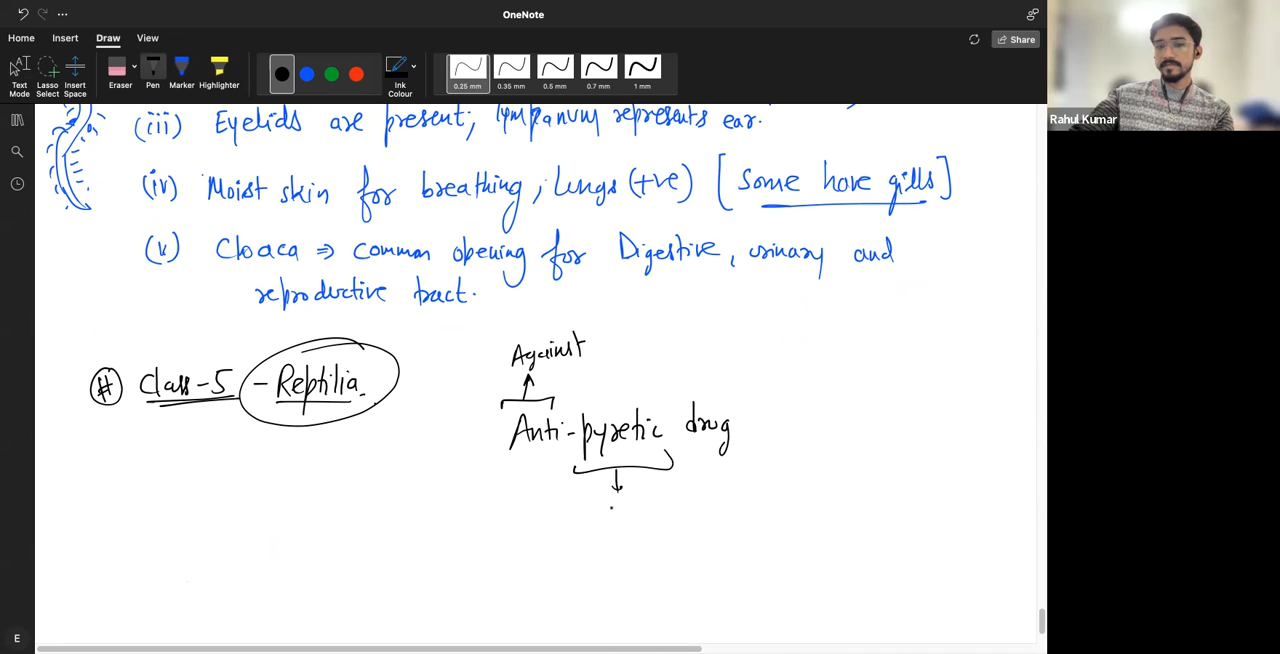 OneNote
Home Insert Draw View
Share
Text Mode Lasso Select Insert Space Eraser Pen Marker Highlighter Ink Colour 0.25 mm 0.35 mm 0.5 mm 0.7 mm 1 mm
Rahul Kumar
(iii) Eyelids are present; Tympanum represents ear.
(iv) Moist skin for breathing, Lungs (+ve) [Some have gills]
(v) Cloaca ⇒ common opening for Digestive, urinary and
reproductive tract.
Against
# Class-5 - Reptilia.
Anti-pyretic drug
E